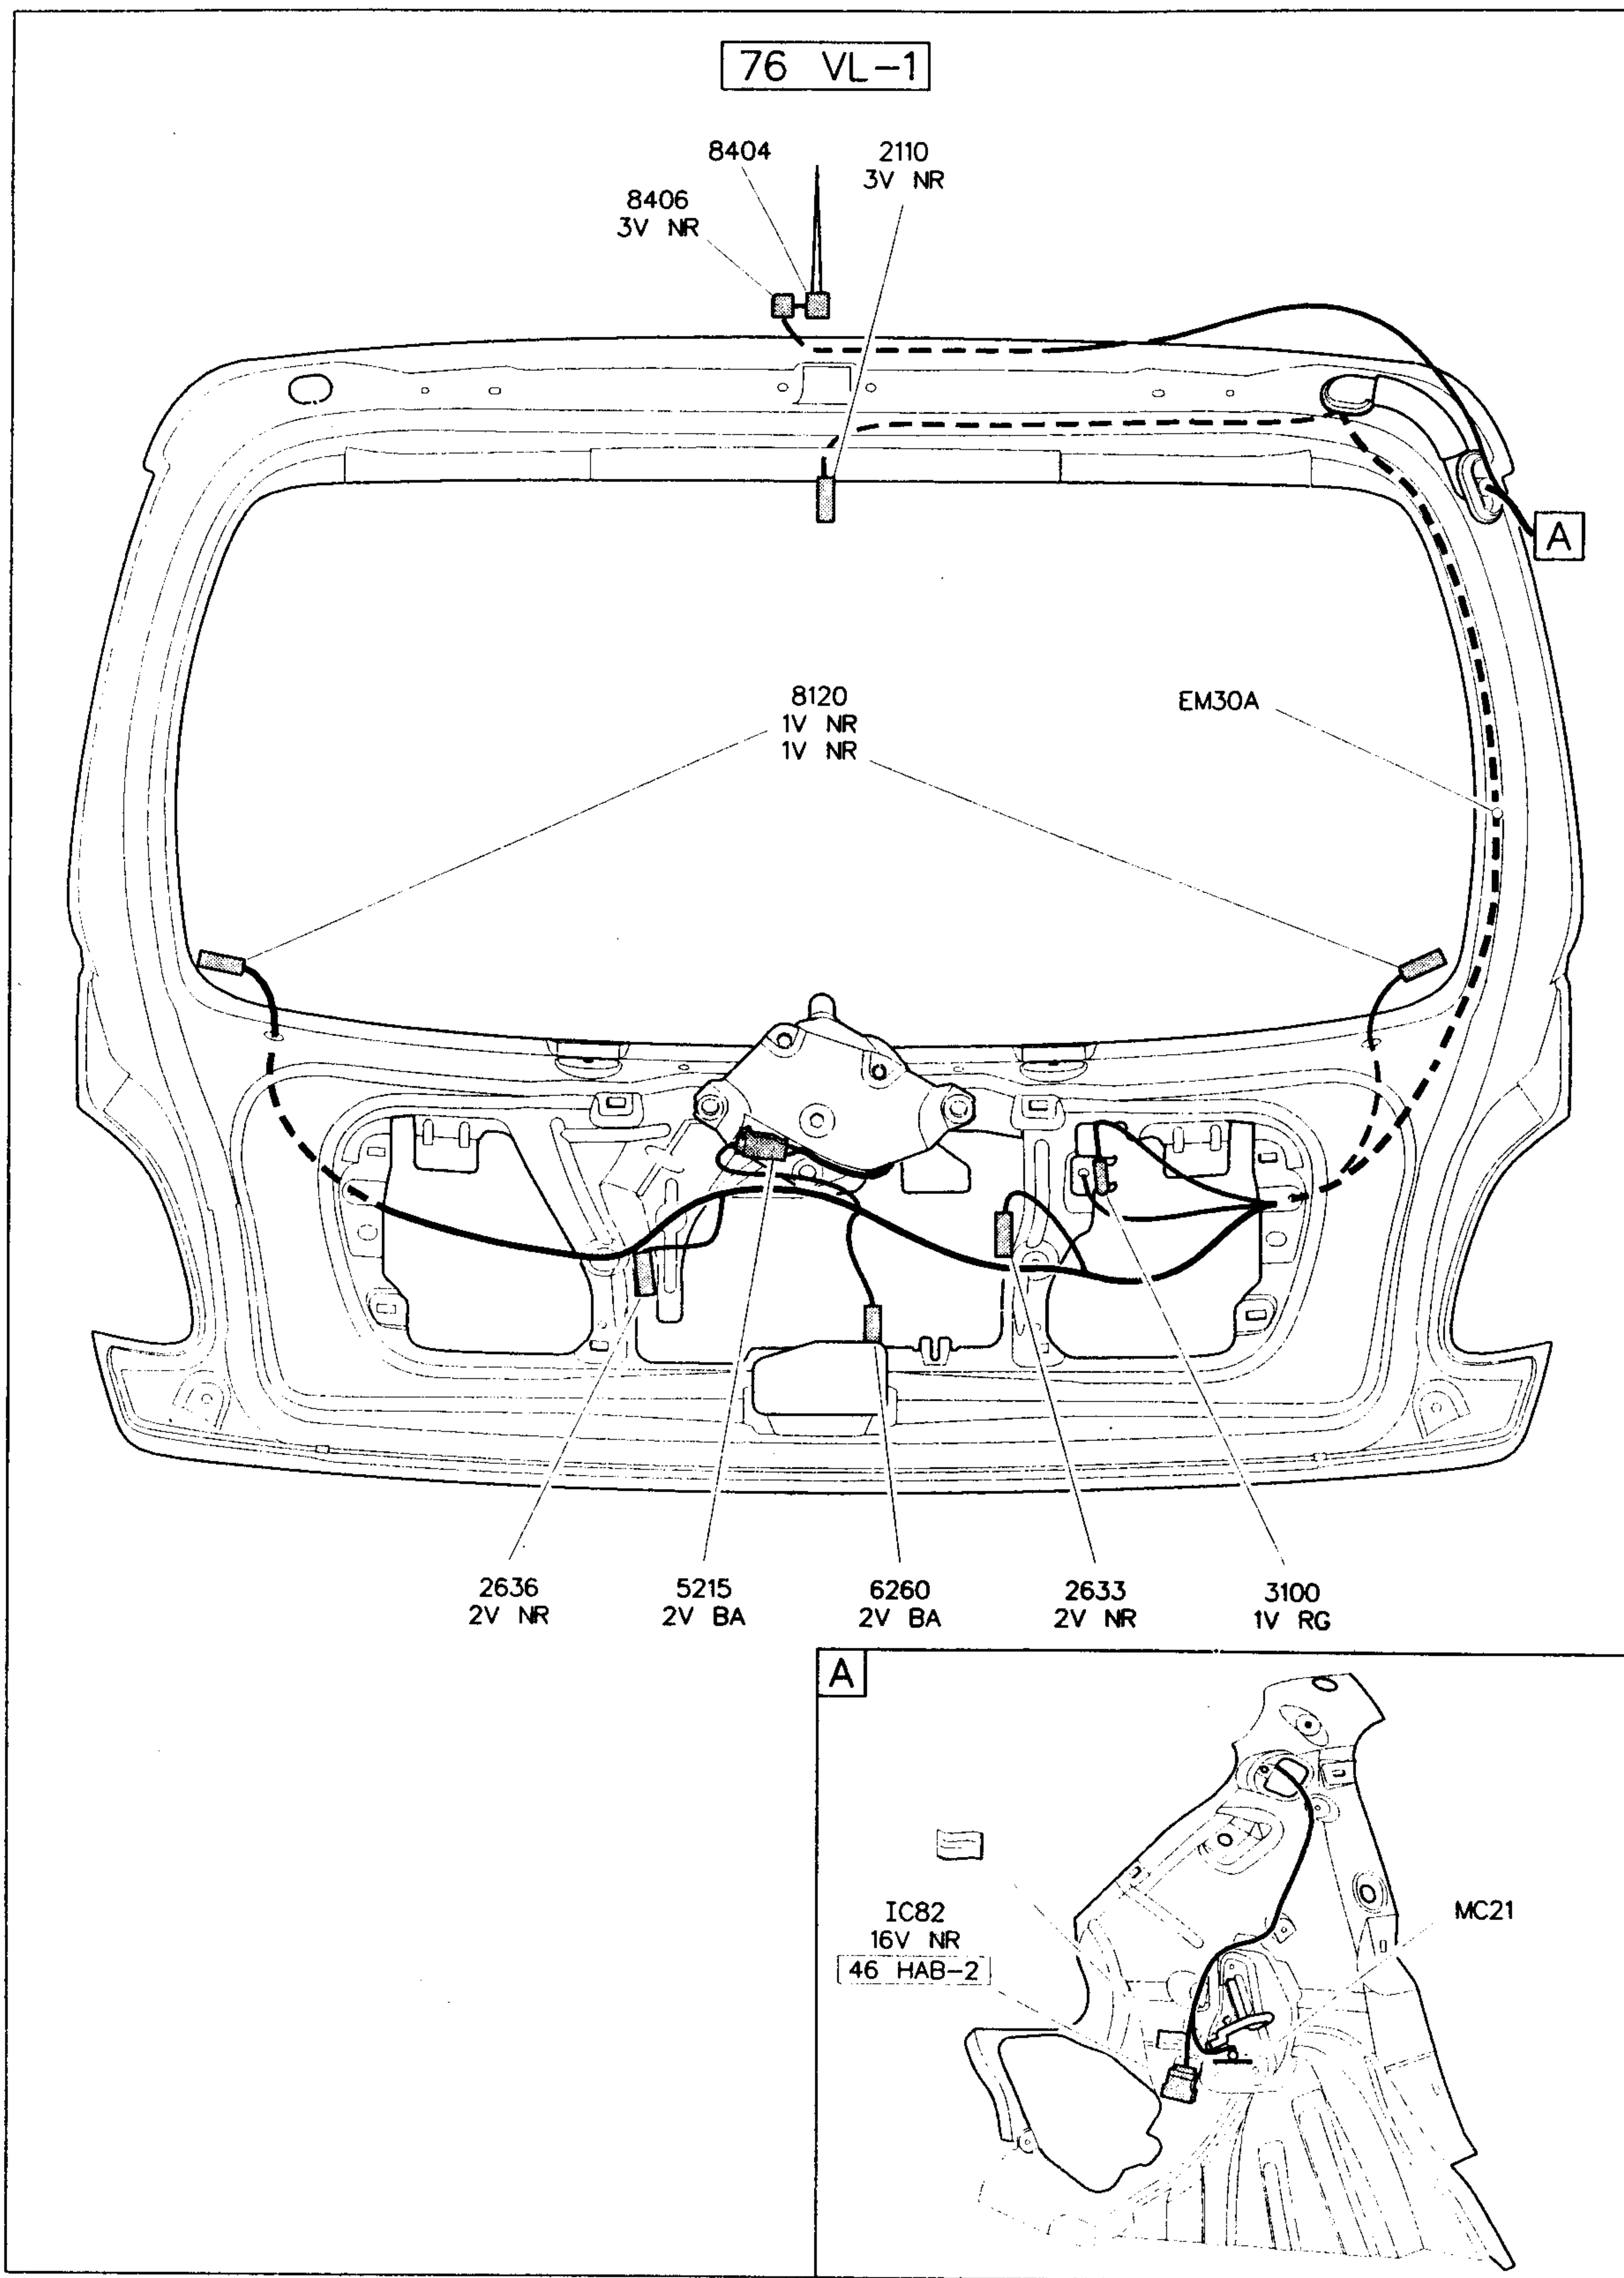 76 VL-1
8404
2110
3V NR
8406
3V NR
A
8120
1V NR
1V NR
EM30A
2636
2V NR
5215
2V BA
6260
2V BA
2633
2V NR
3100
1V RG
A
IC82
16V NR
46 HAB-2
MC21